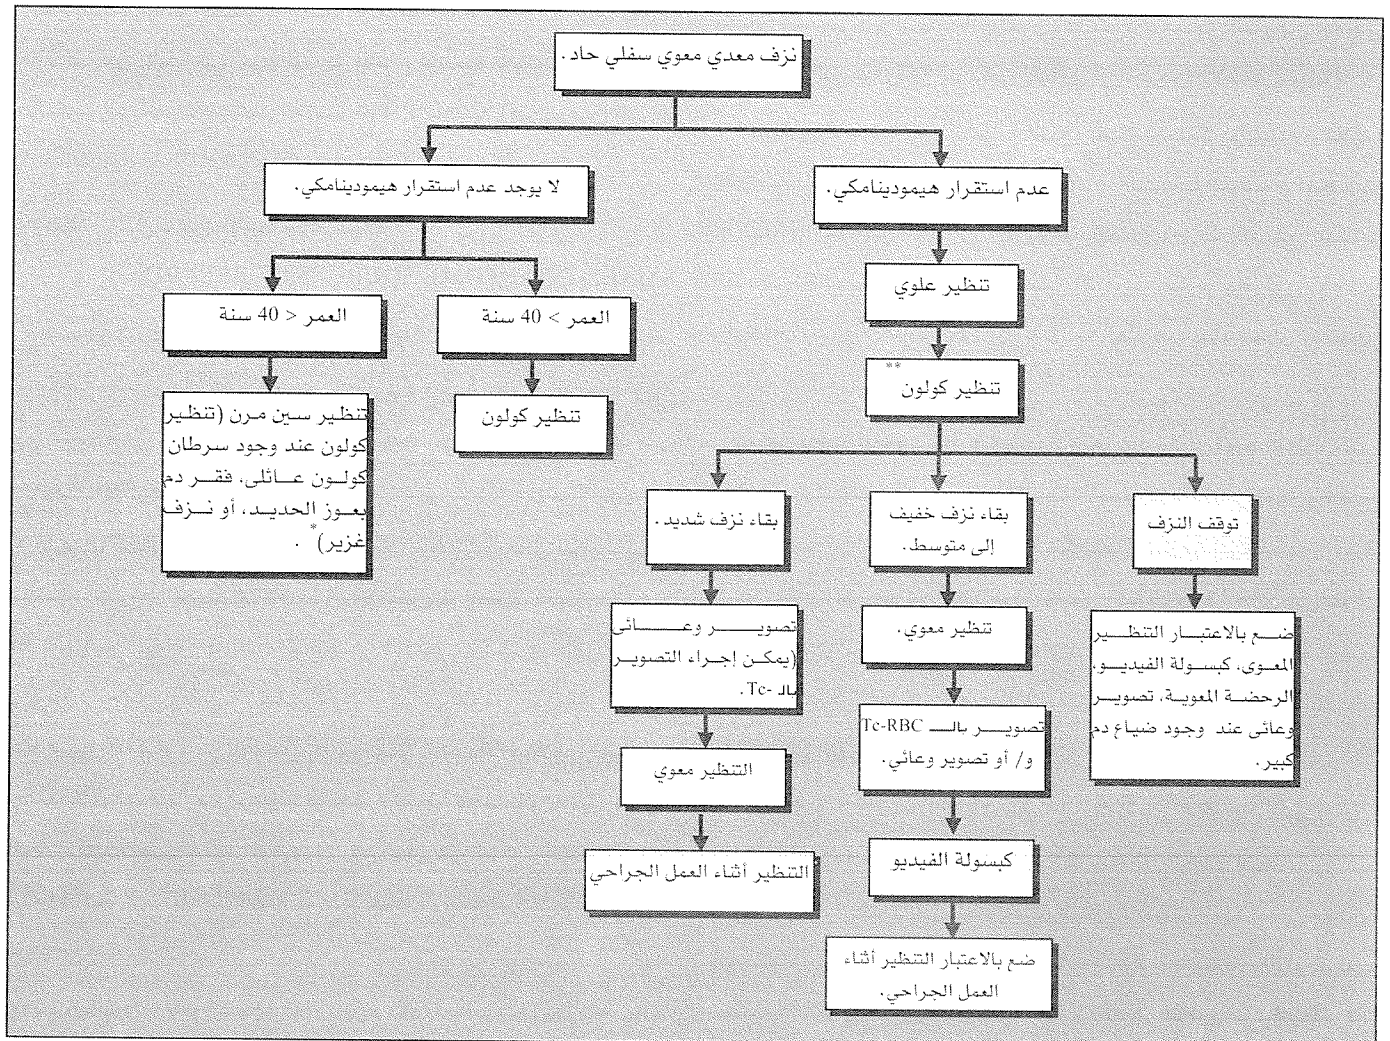 نزف معدي معوي سفلي حاد.
عدم استقرار هيمودينامكي.
لا يوجد عدم استقرار هيمودينامكي.
تنظير علوي
العمر > 40 سنة
العمر < 40 سنة
تنظير كولون**
تنظير كولون
تنظير سين مرن (تنظير
كولون عند وجود سرطان
كولون عائلي، فقر دم
بعوز الحديد، أو نزف
غزير)* .
توقف النزف
بقاء نزف خفيف
إلى متوسط.
بقاء نزف شديد.
ضع بالاعتبار التنظير
المعوي، كبسولة الفيديو،
الرحضة المعوية، تصوير
وعائي عند وجود ضياع دم
كبير.
تنظير معوي.
تصوير بالـ Tc-RBC
و/ أو تصوير وعائي.
كبسولة الفيديو
ضع بالاعتبار التنظير أثناء
العمل الجراحي.
تصوير وعائي
(يمكن إجراء التصوير
بالـ Tc-.
التنظير معوي
التنظير أثناء العمل الجراحي